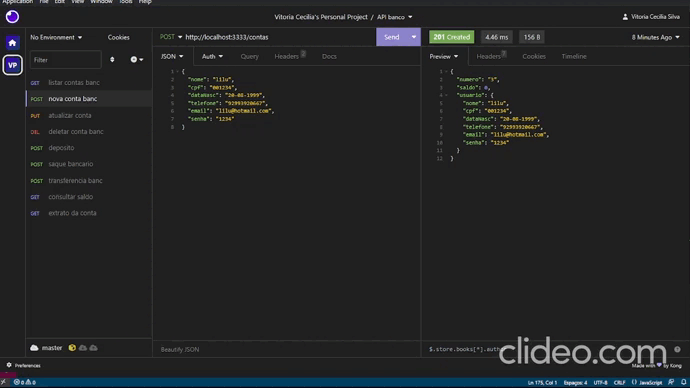 Application File Edit View Window Tools Help
Vitoria Cecilia's Personal Project / API banco
Vitoria Cecilia Silva
No Environment Cookies
POST http://localhost:3333/contas Send
201 Created 4.46 ms 156 B 8 Minutes Ago
VP
Filter
JSON Auth Query Headers 2 Docs
Preview Headers 7 Cookies Timeline
GET listar contas banc
POST nova conta banc
PUT atualizar conta
DEL deletar conta banc
POST deposito
POST saque bancario
POST transferencia banc
GET consultar saldo
GET extrato da conta
1 {
2 "nome": "lilu",
3 "cpf": "001234",
4 "dataNasc": "20-08-1999",
5 "telefone": "92993920667",
6 "email": "lilu@hotmail.com",
7 "senha": "1234"
8 }
1 {
2 "numero": "3",
3 "saldo": 0,
4 "usuario": {
5 "nome": "lilu",
6 "cpf": "001234",
7 "dataNasc": "20-08-1999",
8 "telefone": "92993920667",
9 "email": "lilu@hotmail.com",
10 "senha": "1234"
11 }
12 }
master
Beautify JSON
$.store.books[*].auth
clideo.com
Preferences
Made with ♥ by Kong
0 0
Ln 175, Col 1 Espaços: 4 UTF-8 CRLF {} JavaScript